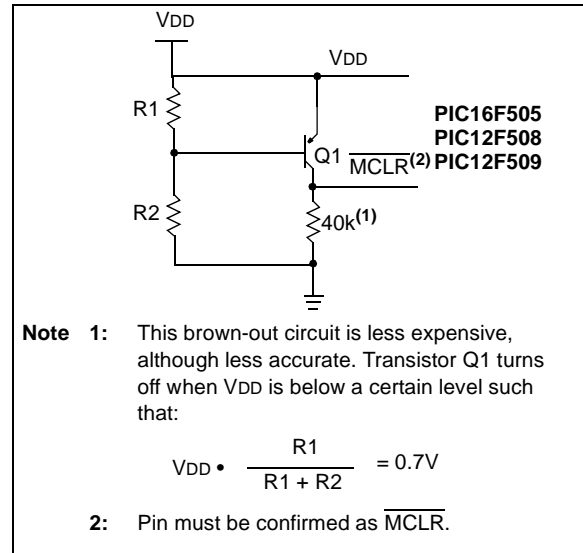 VDD
VDD
R1
PIC16F505
PIC12F508
Q1 MCLR(2) PIC12F509
R2
40k(1)
Note 1: This brown-out circuit is less expensive,
although less accurate. Transistor Q1 turns
off when VDD is below a certain level such
that:
VDD • R1 / R1 + R2 = 0.7V
2: Pin must be confirmed as MCLR.